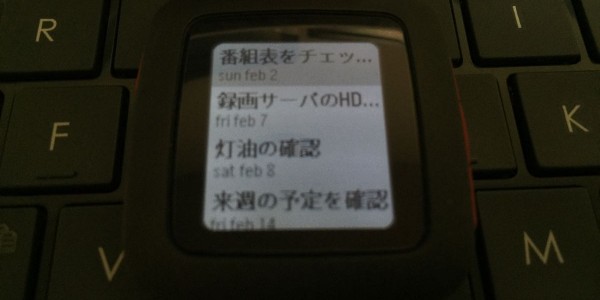 R
I
F
K
V
M
番組表をチェッ...
sun feb 2
録画サーバのHD...
fri feb 7
灯油の確認
sat feb 8
来週の予定を確認
fri feb 14